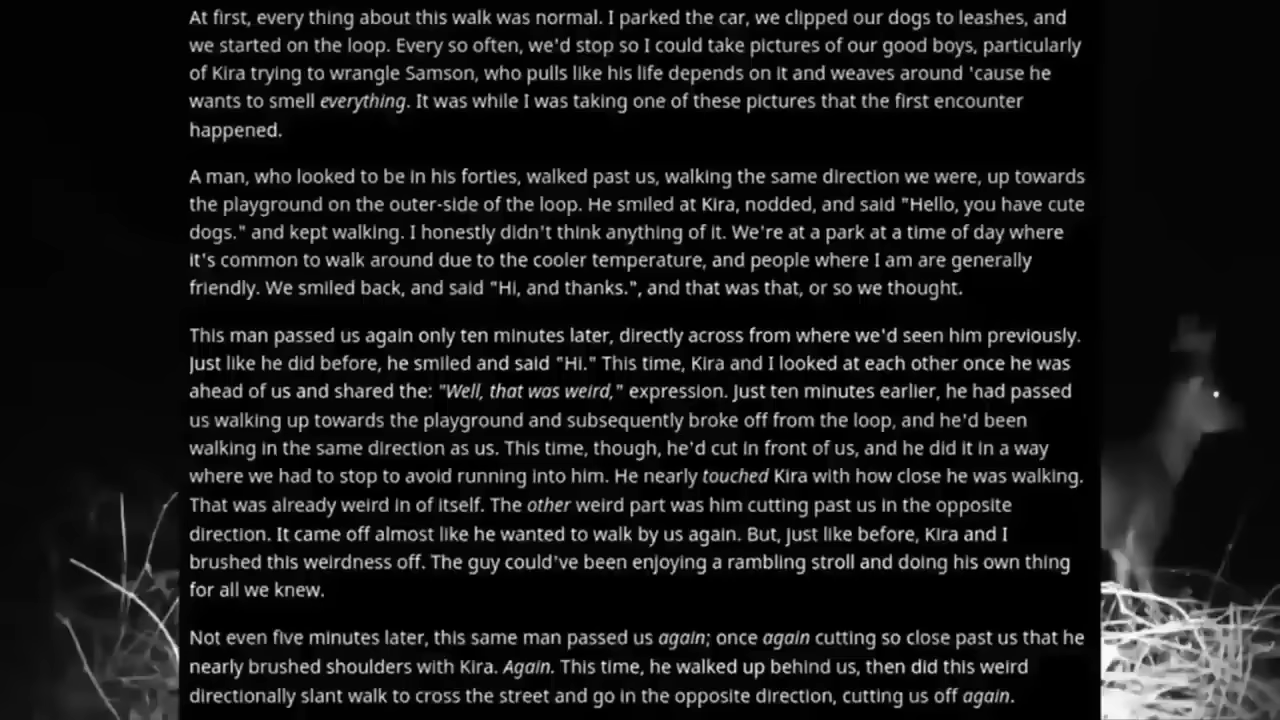 At first, every thing about this walk was normal. I parked the car, we clipped our dogs to leashes, and
we started on the loop. Every so often, we'd stop so I could take pictures of our good boys, particularly
of Kira trying to wrangle Samson, who pulls like his life depends on it and weaves around 'cause he
wants to smell everything. It was while I was taking one of these pictures that the first encounter
happened.
A man, who looked to be in his forties, walked past us, walking the same direction we were, up towards
the playground on the outer-side of the loop. He smiled at Kira, nodded, and said "Hello, you have cute
dogs." and kept walking. I honestly didn't think anything of it. We're at a park at a time of day where
it's common to walk around due to the cooler temperature, and people where I am are generally
friendly. We smiled back, and said "Hi, and thanks.", and that was that, or so we thought.
This man passed us again only ten minutes later, directly across from where we'd seen him previously.
Just like he did before, he smiled and said "Hi." This time, Kira and I looked at each other once he was
ahead of us and shared the: "Well, that was weird," expression. Just ten minutes earlier, he had passed
us walking up towards the playground and subsequently broke off from the loop, and he'd been
walking in the same direction as us. This time, though, he'd cut in front of us, and he did it in a way
where we had to stop to avoid running into him. He nearly touched Kira with how close he was walking.
That was already weird in of itself. The other weird part was him cutting past us in the opposite
direction. It came off almost like he wanted to walk by us again. But, just like before, Kira and I
brushed this weirdness off. The guy could've been enjoying a rambling stroll and doing his own thing
for all we knew.
Not even five minutes later, this same man passed us again; once again cutting so close past us that he
nearly brushed shoulders with Kira. Again. This time, he walked up behind us, then did this weird
directionally slant walk to cross the street and go in the opposite direction, cutting us off again.